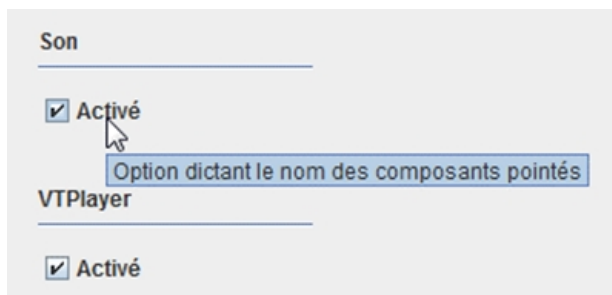 Son
Activé
Option dictant le nom des composants pointés
VTPlayer
Activé